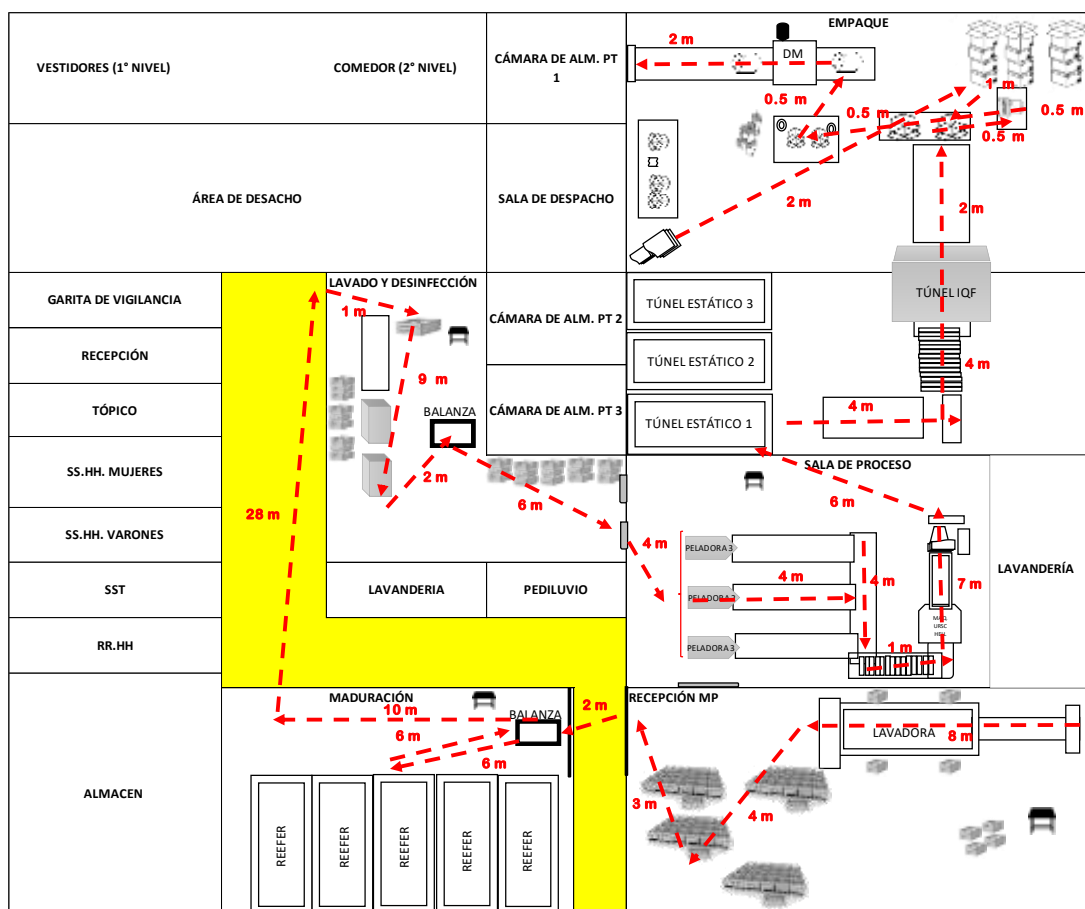 EMPAQUE
VESTIDORES (1° NIVEL)
COMEDOR (2° NIVEL)
CÁMARA DE ALM. PT
1
2 m
DM
1 m
0.5 m
0.5 m
0.5 m
0.5 m
ÁREA DE DESACHO
SALA DE DESPACHO
2 m
2 m
GARITA DE VIGILANCIA
LAVADO Y DESINFECCIÓN
1 m
CÁMARA DE ALM. PT 2
TÚNEL ESTÁTICO 3
TÚNEL IQF
RECEPCIÓN
TÚNEL ESTÁTICO 2
4 m
9 m
TÓPICO
BALANZA
CÁMARA DE ALM. PT 3
TÚNEL ESTÁTICO 1
4 m
SS.HH. MUJERES
2 m
SALA DE PROCESO
6 m
6 m
28 m
SS.HH. VARONES
4 m
PELADORA 3
LAVANDERÍA
SST
LAVANDERIA
PEDILUVIO
PELADORA 2
4 m
4 m
7 m
RR.HH
PELADORA 3
MAQ.
URSC
HELL
1 m
MADURACIÓN
RECEPCIÓN MP
10 m
BALANZA
2 m
6 m
6 m
LAVADORA
8 m
ALMACEN
3 m
4 m
REEFER
REEFER
REEFER
REEFER
REEFER